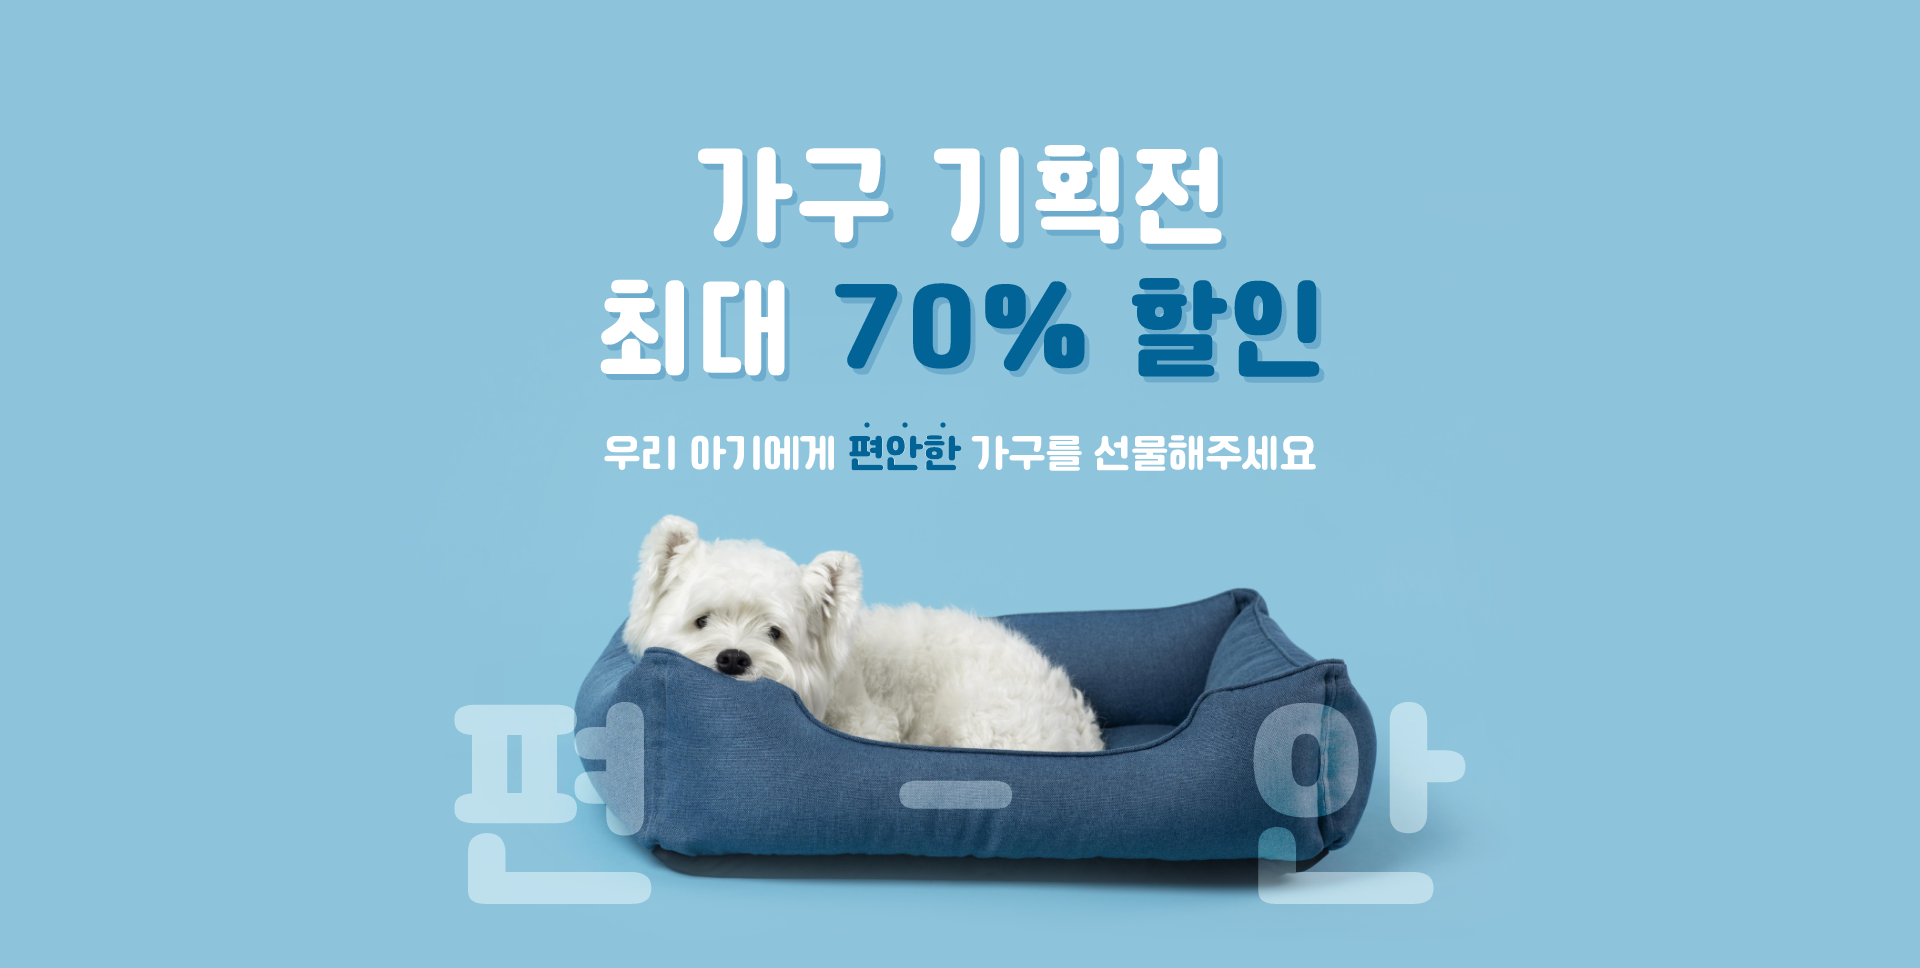 가구 기획전
최대 70% 할인
우리 아기에게 편안한 가구를 선물해주세요
편 - 안